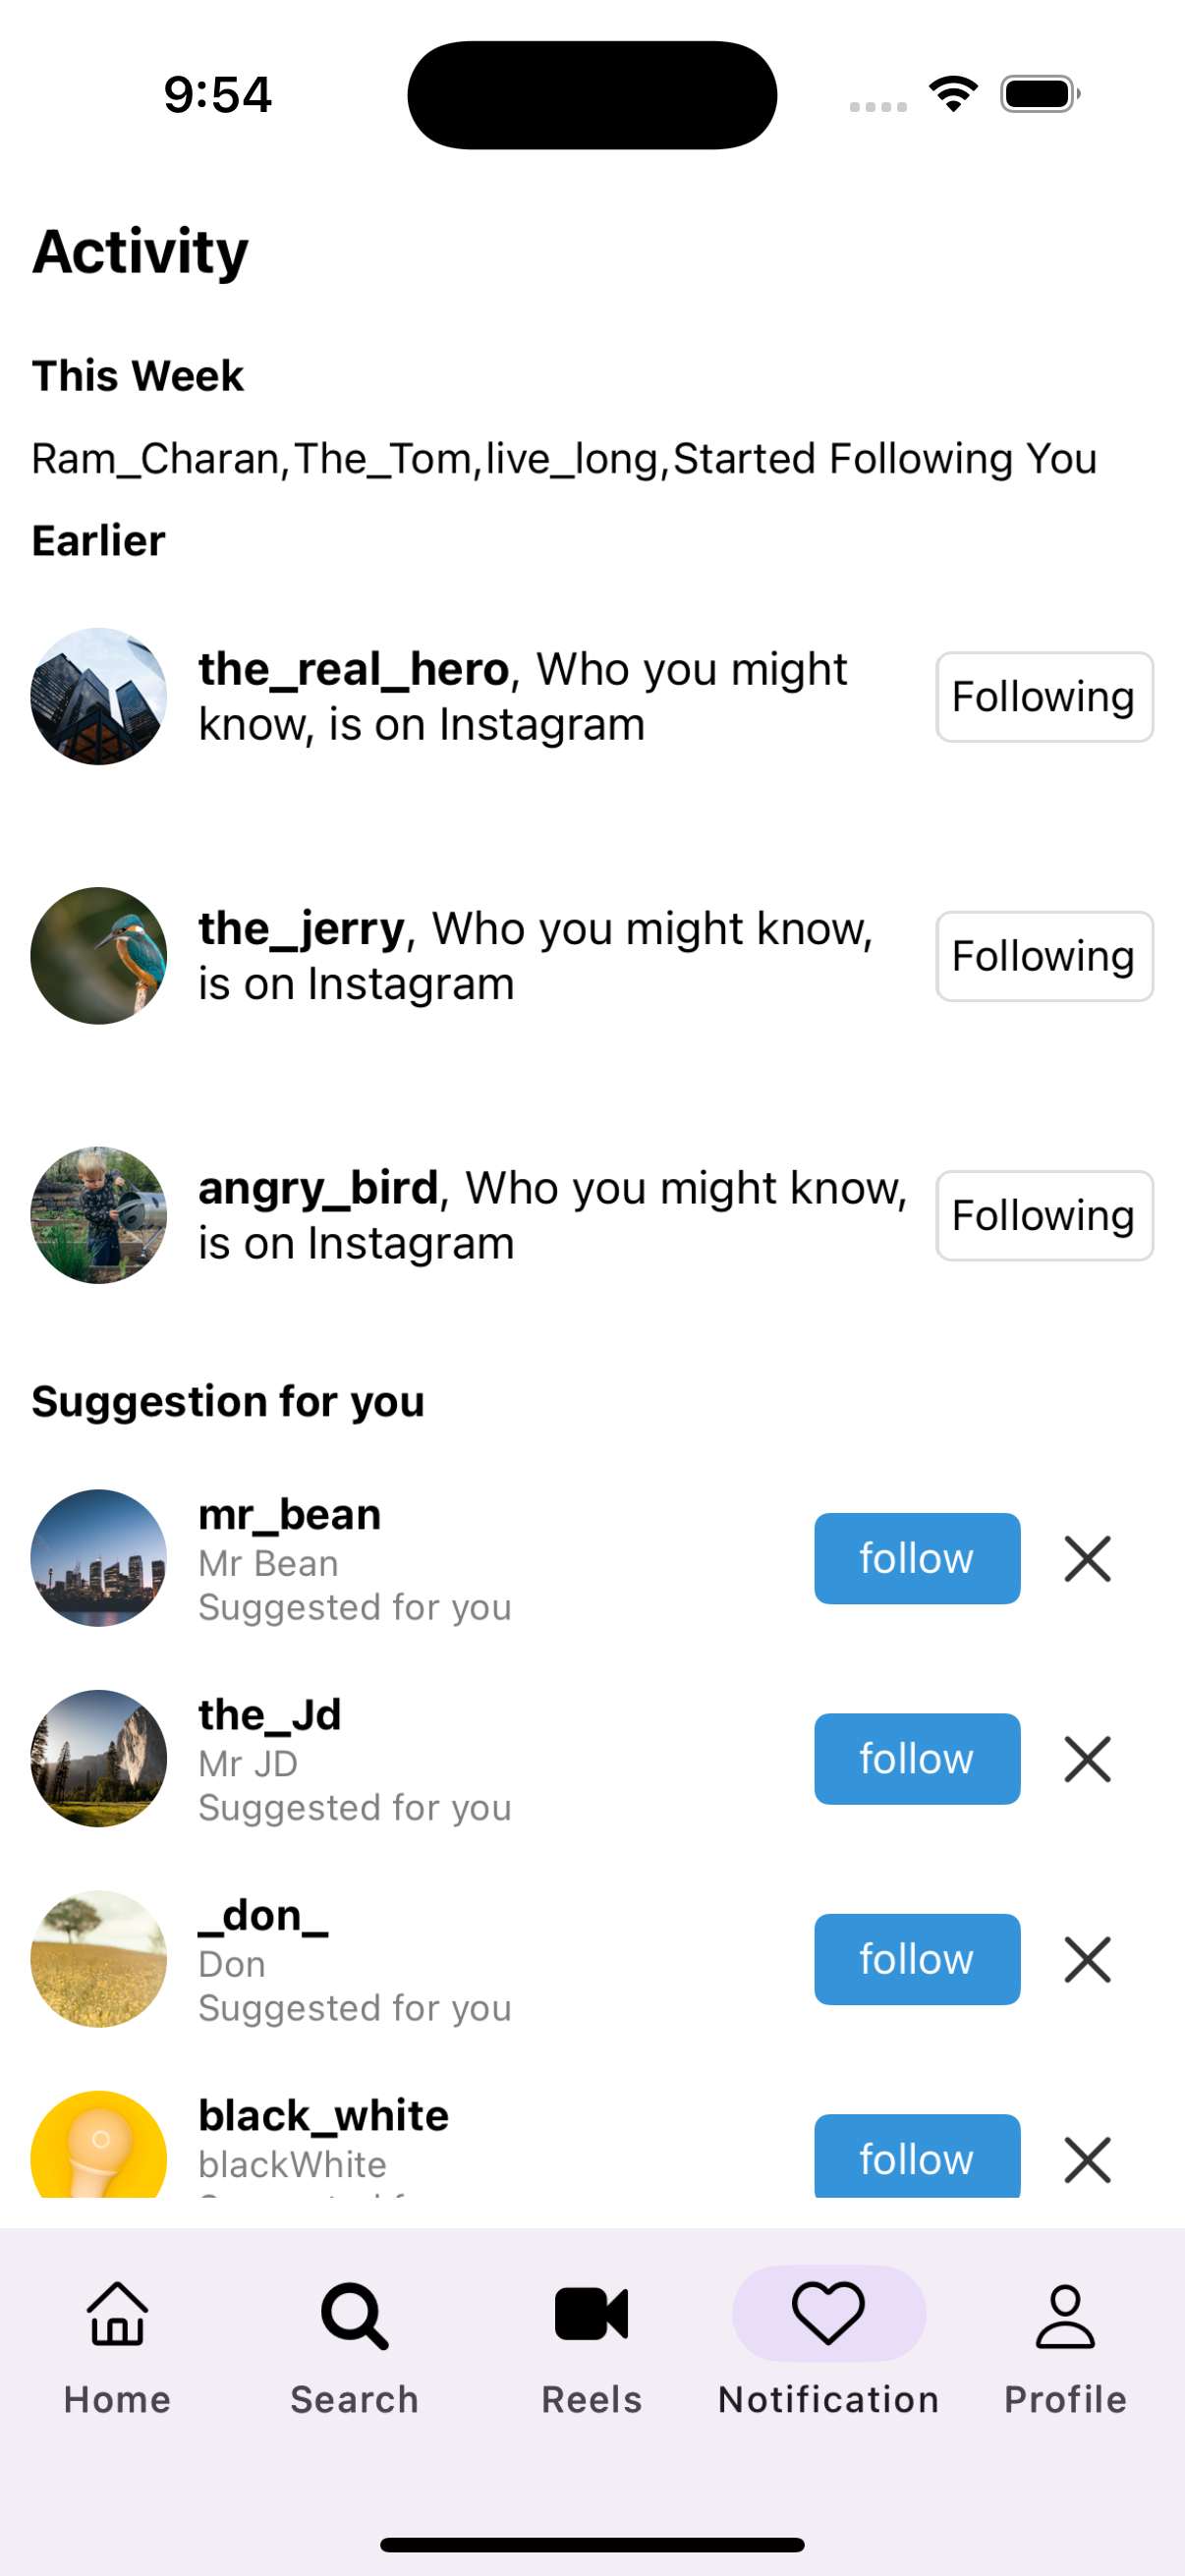 9:54
Activity
This Week
Ram_Charan,The_Tom,live_long,Started Following You
Earlier
the_real_hero, Who you might
know, is on Instagram
Following
the_jerry, Who you might know,
is on Instagram
Following
angry_bird, Who you might know,
is on Instagram
Following
Suggestion for you
mr_bean
Mr Bean
Suggested for you
follow
the_Jd
Mr JD
Suggested for you
follow
_don_
Don
Suggested for you
follow
black_white
blackWhite
follow
Home
Search
Reels
Notification
Profile